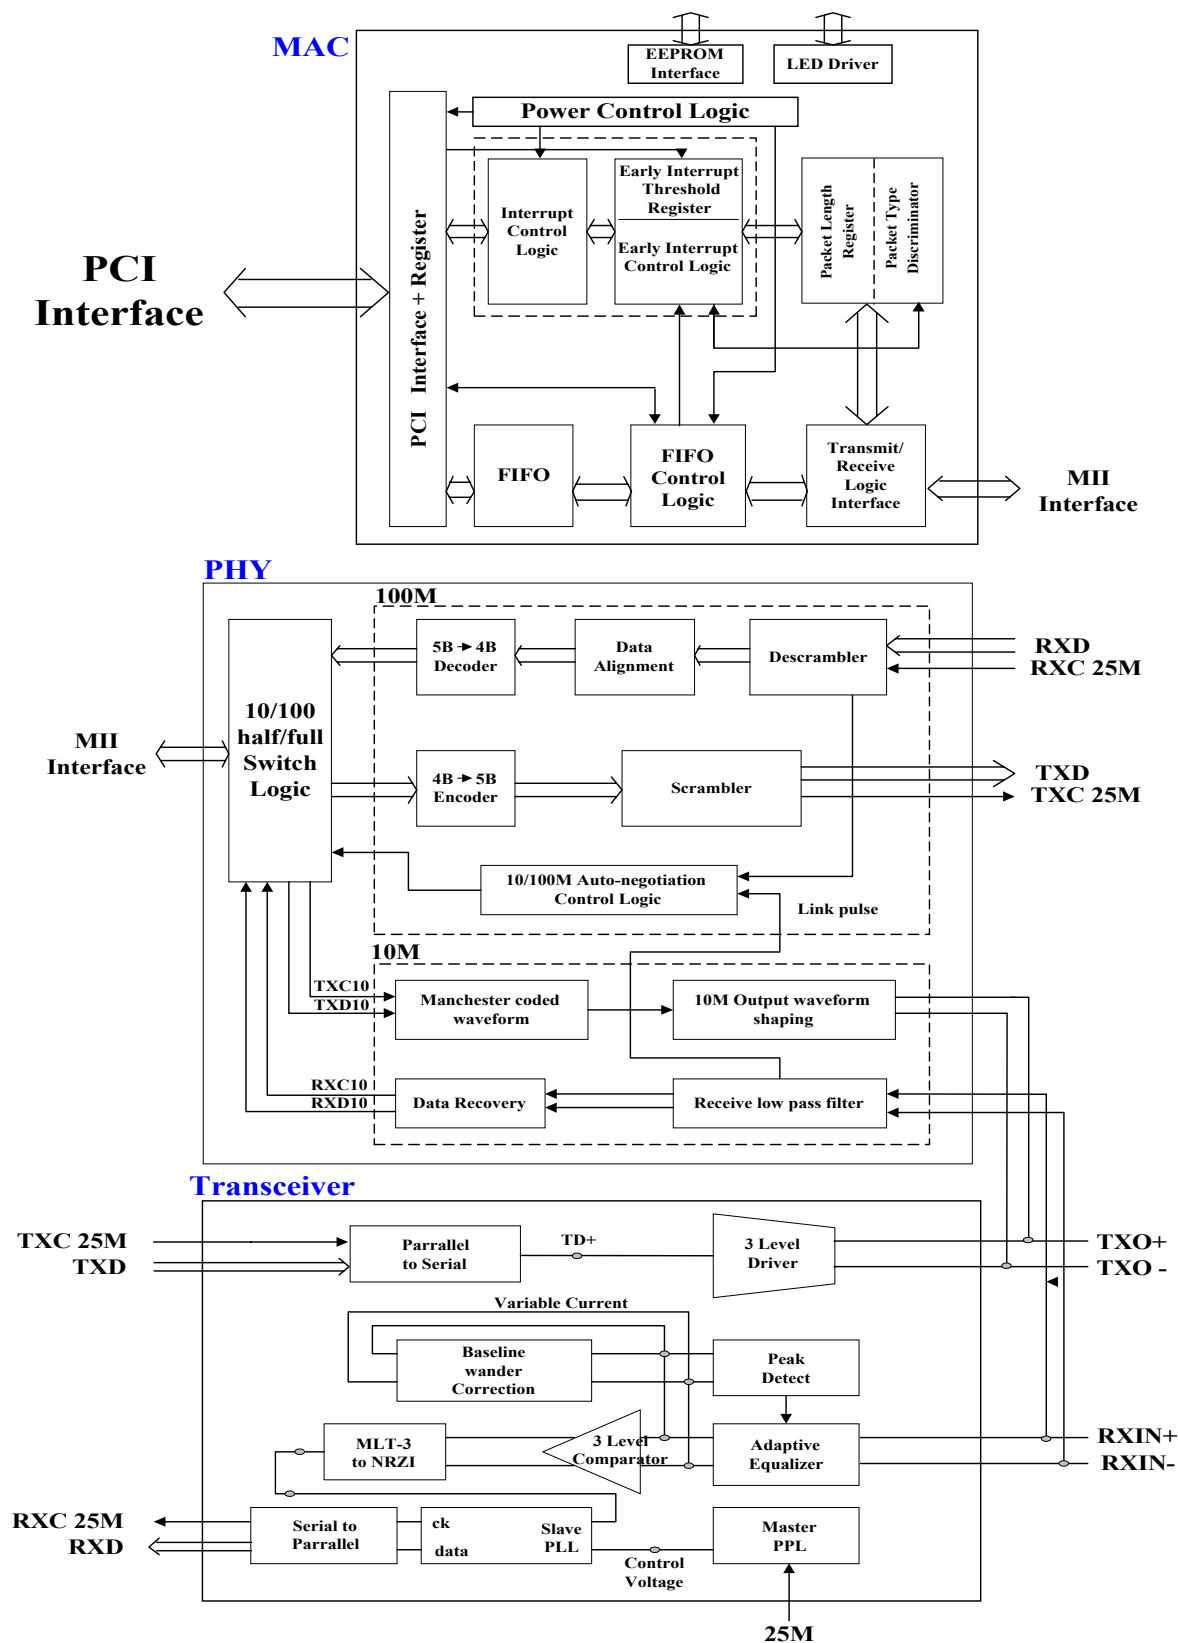 MAC
EEPROM
Interface
LED Driver
Power Control Logic
PCI Interface + Register
Interrupt
Control
Logic
Early Interrupt
Threshold
Register
Early Interrupt
Control Logic
Packet Length
Register
Packet Type
Discriminator
PCI
Interface
FIFO
FIFO
Control
Logic
Transmit/
Receive
Logic
Interface
MII
Interface
PHY
100M
10/100
half/full
Switch
Logic
5B → 4B
Decoder
Data
Alignment
Descrambler
RXD
RXC 25M
MII
Interface
4B → 5B
Encoder
Scrambler
TXD
TXC 25M
10/100M Auto-negotiation
Control Logic
Link pulse
10M
TXC10
TXD10
Manchester coded
waveform
10M Output waveform
shaping
RXC10
RXD10
Data Recovery
Receive low pass filter
Transceiver
TXC 25M
TXD
Parrallel
to Serial
TD+
3 Level
Driver
TXO+
TXO -
Variable Current
Baseline
wander
Correction
Peak
Detect
MLT-3
to NRZI
3 Level
Comparator
Adaptive
Equalizer
RXIN+
RXIN-
RXC 25M
RXD
Serial to
Parrallel
ck
data
Slave
PLL
Control
Voltage
Master
PPL
25M